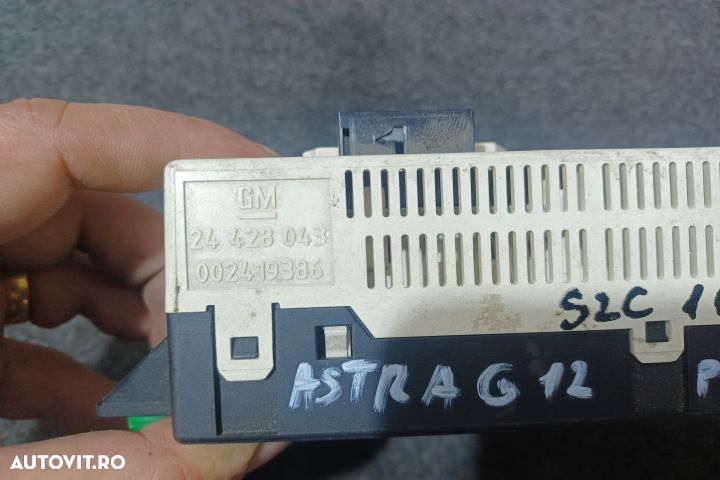 GM
24 428 043
002419386
S2C 1
ASTRA G 12 P
AUTOVIT.RO